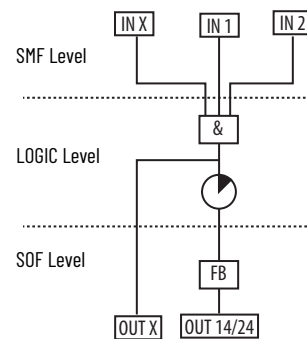 IN X IN 1 IN 2
SMF Level
&
LOGIC Level
SOF Level
FB
OUT X OUT 14/24